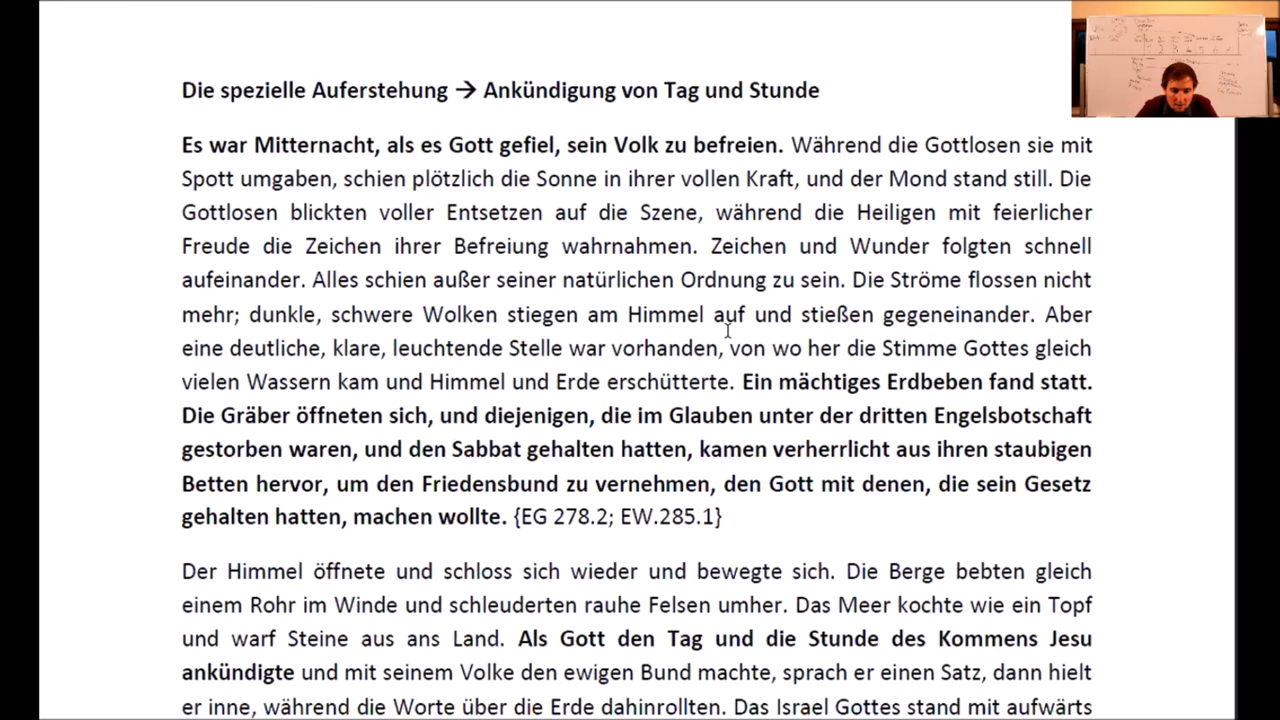 Die spezielle Auferstehung → Ankündigung von Tag und Stunde
Es war Mitternacht, als es Gott gefiel, sein Volk zu befreien. Während die Gottlosen sie mit
Spott umgaben, schien plötzlich die Sonne in ihrer vollen Kraft, und der Mond stand still. Die
Gottlosen blickten voller Entsetzen auf die Szene, während die Heiligen mit feierlicher
Freude die Zeichen ihrer Befreiung wahrnahmen. Zeichen und Wunder folgten schnell
aufeinander. Alles schien außer seiner natürlichen Ordnung zu sein. Die Ströme flossen nicht
mehr; dunkle, schwere Wolken stiegen am Himmel auf und stießen gegeneinander. Aber
eine deutliche, klare, leuchtende Stelle war vorhanden, von wo her die Stimme Gottes gleich
vielen Wassern kam und Himmel und Erde erschütterte. Ein mächtiges Erdbeben fand statt.
Die Gräber öffneten sich, und diejenigen, die im Glauben unter der dritten Engelsbotschaft
gestorben waren, und den Sabbat gehalten hatten, kamen verherrlicht aus ihren staubigen
Betten hervor, um den Friedensbund zu vernehmen, den Gott mit denen, die sein Gesetz
gehalten hatten, machen wollte. {EG 278.2; EW.285.1}
Der Himmel öffnete und schloss sich wieder und bewegte sich. Die Berge bebten gleich
einem Rohr im Winde und schleuderten rauhe Felsen umher. Das Meer kochte wie ein Topf
und warf Steine aus ans Land. Als Gott den Tag und die Stunde des Kommens Jesu
ankündigte und mit seinem Volke den ewigen Bund machte, sprach er einen Satz, dann hielt
er inne, während die Worte über die Erde dahinrollten. Das Israel Gottes stand mit aufwärts